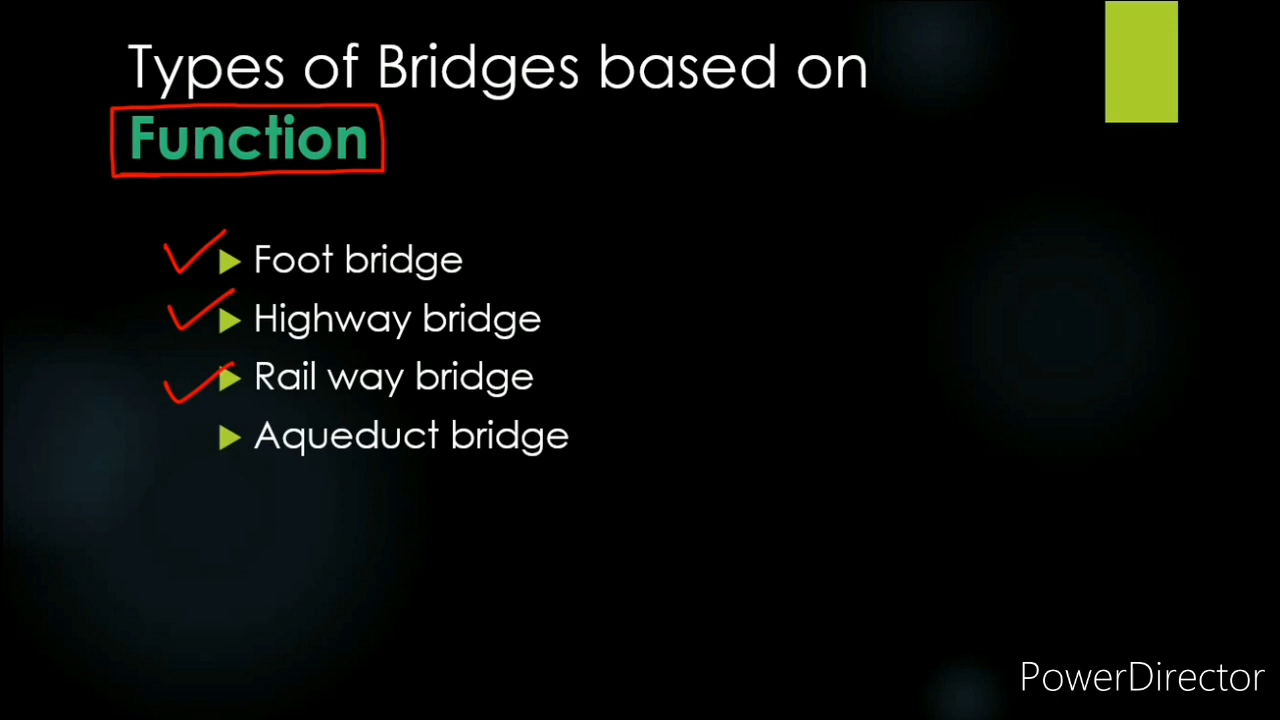 Types of Bridges based on
Function
Foot bridge
Highway bridge
Rail way bridge
Aqueduct bridge
PowerDirector